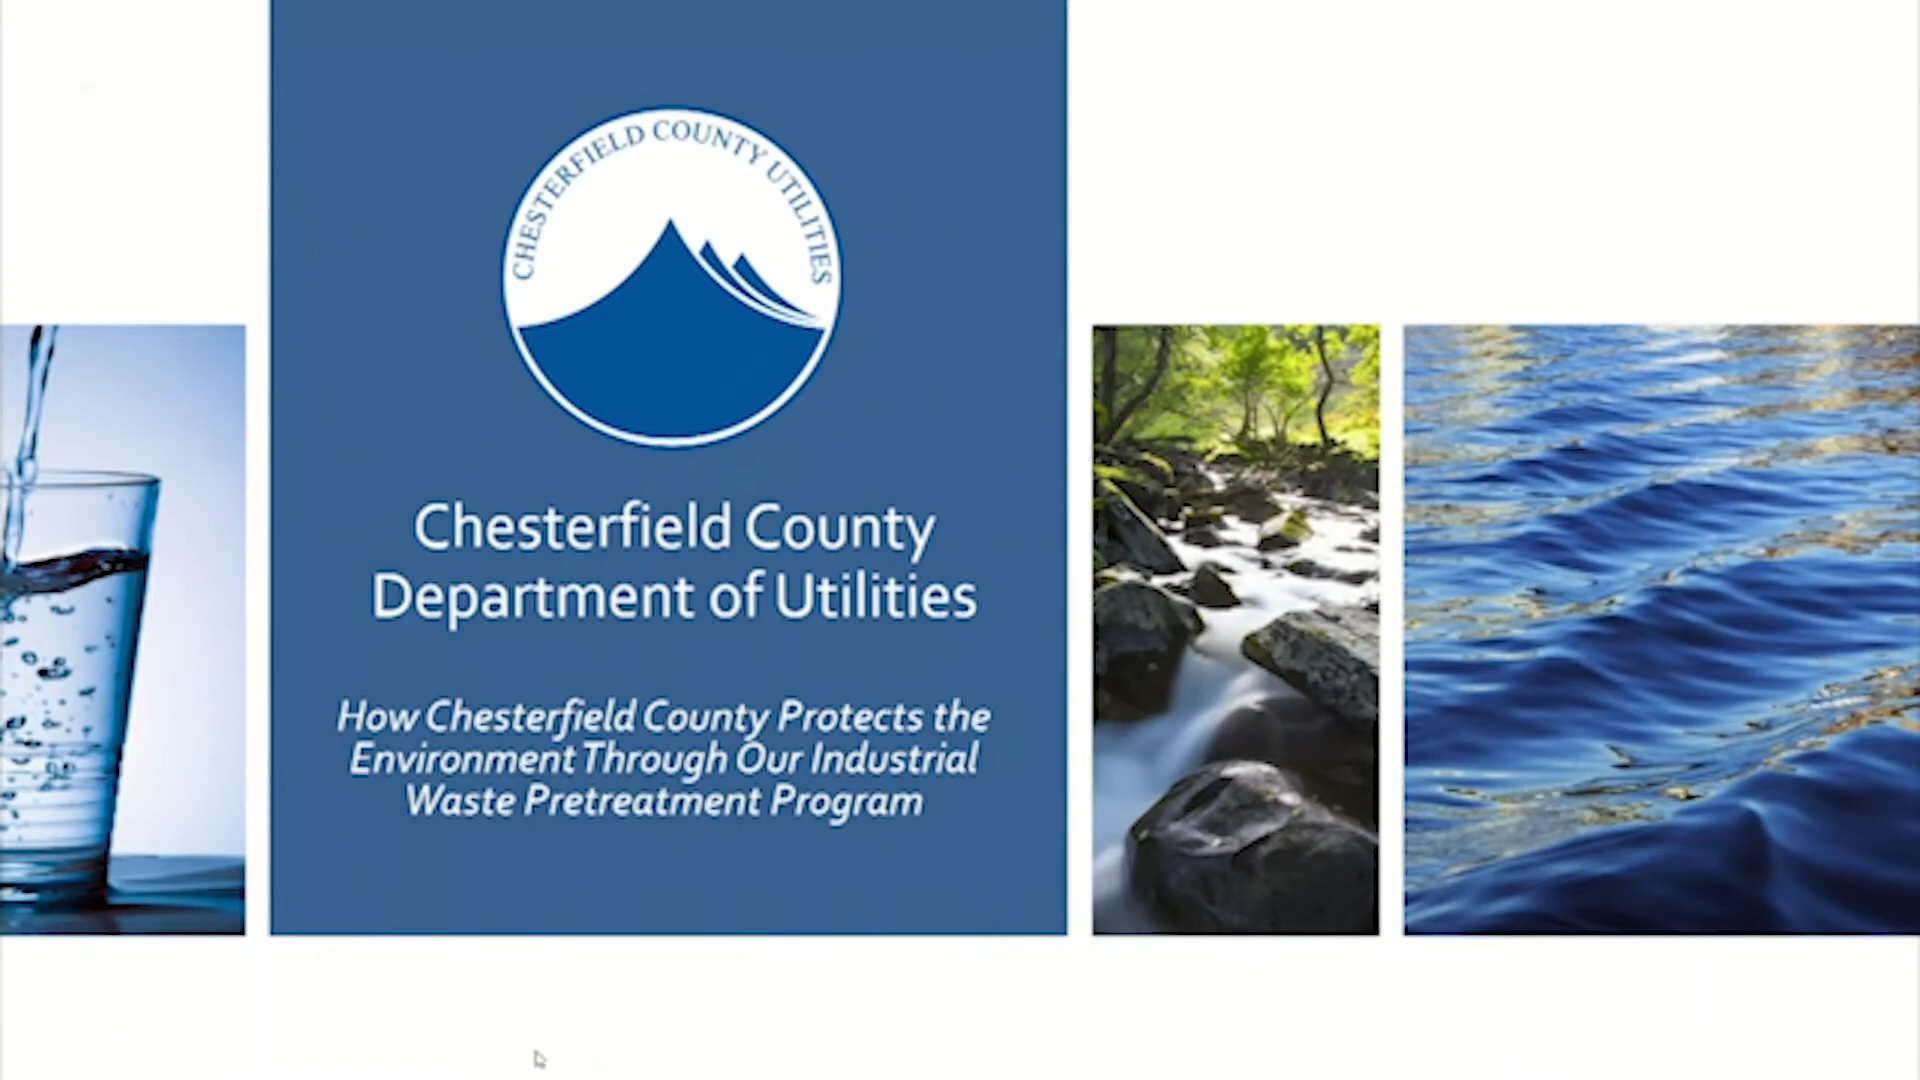 CHESTERFIELD COUNTY UTILITIES
Chesterfield County
Department of Utilities
How Chesterfield County Protects the
Environment Through Our Industrial
Waste Pretreatment Program